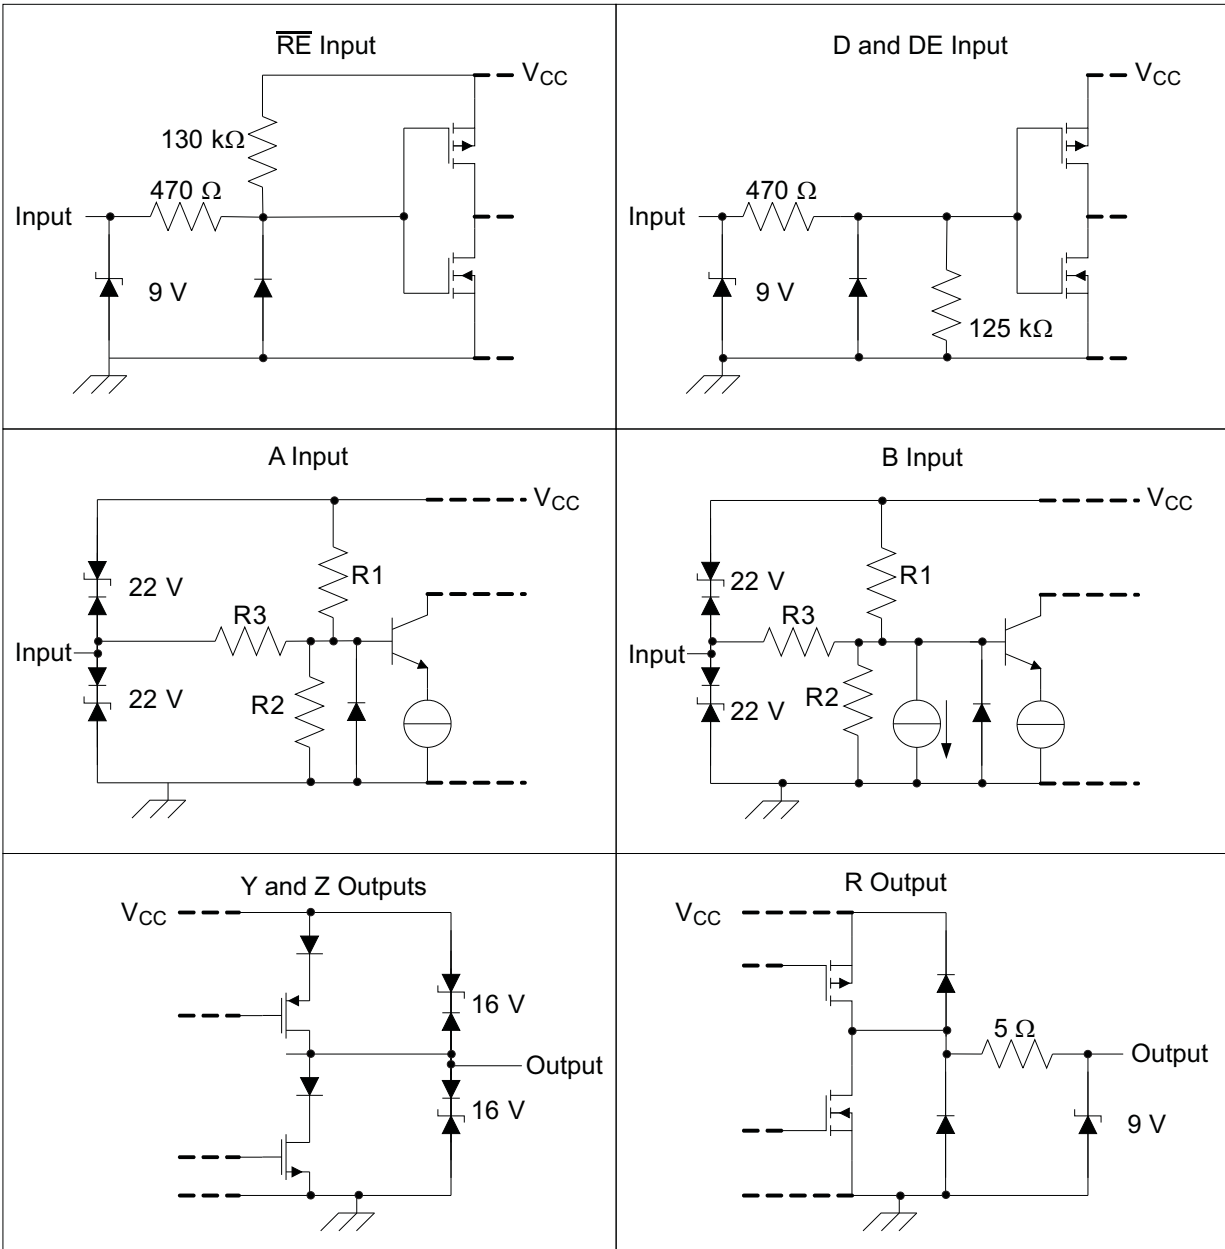 R̅E̅ Input
V_CC
130 kΩ
470 Ω
Input
9 V
D and DE Input
V_CC
470 Ω
Input
9 V
125 kΩ
A Input
V_CC
22 V
R1
R3
Input
22 V
R2
B Input
V_CC
22 V
R1
R3
Input
22 V
R2
Y and Z Outputs
V_CC
16 V
Output
16 V
R Output
V_CC
5 Ω
Output
9 V